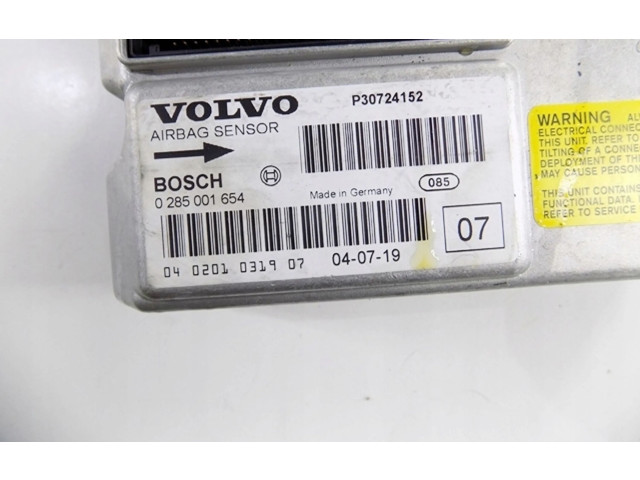 VOLVO
P30724152
AIRBAG SENSOR
BOSCH
0 285 001 654
Made in Germany
085
04 0201 0319 07
04-07-19
07
WARNING
ELECTRICAL CONNE
THIS UNIT. REFER TO
TILTING OF A CONNE
DEPLOYMENT OF THE
MAY CAUSE PERSON
THIS UNIT CONTAINE
FUNCTIONAL DATA.
REFER TO SERVICE